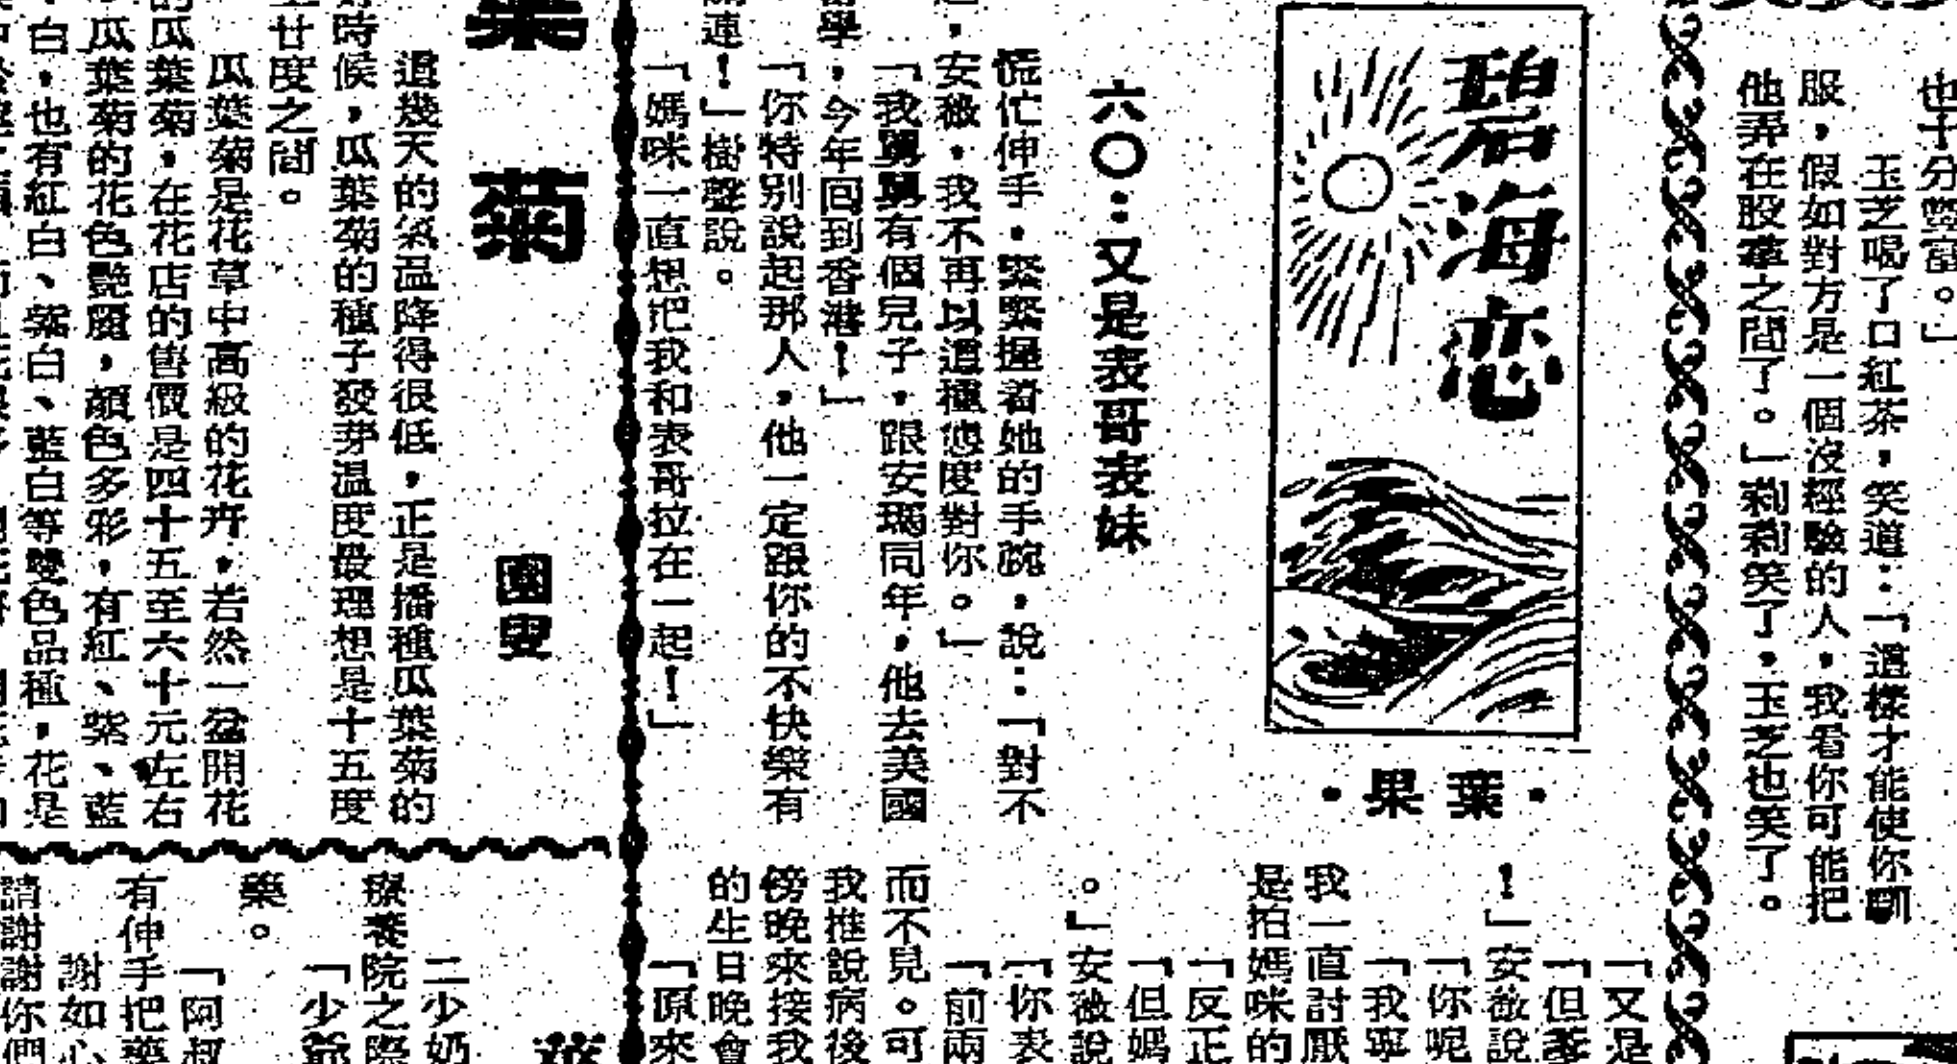 也十分豐富。」
玉芝喝了口紅茶,笑道:「這樣才能使你馴
服,假如對方是一個沒經驗的人,我看你可能把
他弄在股掌之間了。」剎剎笑了,玉芝也笑了。
碧海恋
·葉果·
六〇:又是表哥表妹
慌忙伸手,緊緊握着她的手腕,說:「對不
,安薇,我不再以這種態度對你。」
「我舅舅有個兒子,跟安瑪同年,他去美國
學,今年回到香港!」
「你特別說起那人,他一定跟你的不快樂有
連!」樹聲說。
「媽咪一直想把我和表哥拉在一起!」
「又是
「但
!」安薇說
「你呢
「我寧
我一直討厭
是拍媽咪的
「反正
「但媽
。」安薇說
「你表
「前兩
而不見。可
我推說病後
傍晚來接我
的生日晚會
「原來
葉菊
園叟
這幾天的氣温降得很低,正是播種瓜葉菊的
時候,瓜葉菊的種子發芽温度最理想是十五度
至廿度之間。
瓜葉菊是花草中高級的花卉,若然一盆開花
的瓜葉菊,在花店的售價是四十五至六十元左右
瓜葉菊的花色艷麗,顏色多彩,有紅、紫、藍
、白,也有紅白、紫白、藍白等雙色品種,花是
二少奶
療養院之際
「少爺
藥。
「阿叔
有伸手把藥
謝如心
請謝謝你們